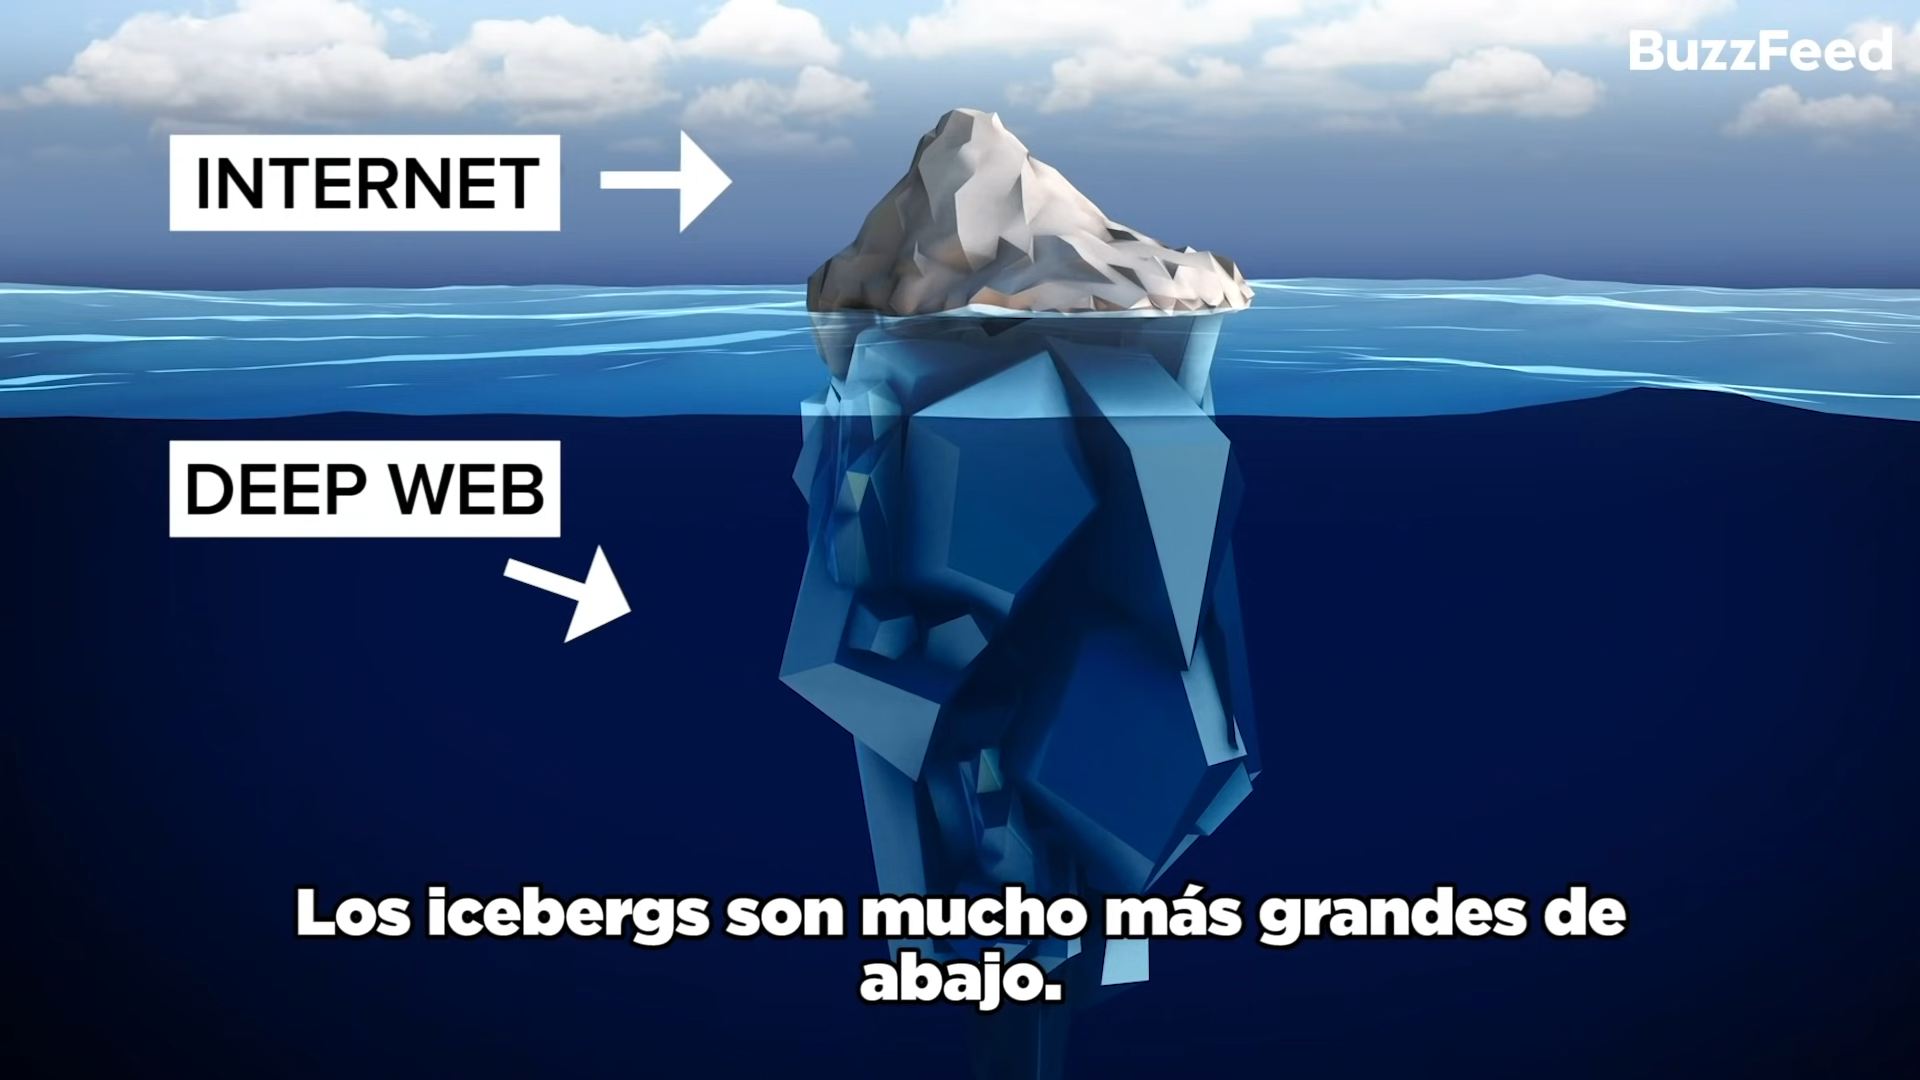 BuzzFeed
INTERNET
DEEP WEB
Los icebergs son mucho más grandes de
abajo.